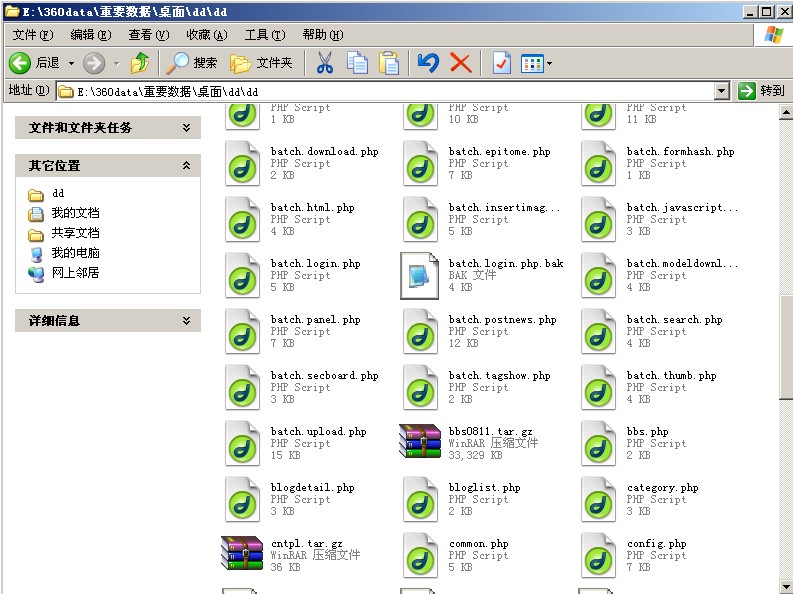 E:\360data\重要数据\桌面\dd\dd
文件(F) 编辑(E) 查看(V) 收藏(A) 工具(T) 帮助(H)
后退 搜索 文件夹
地址(D) E:\360data\重要数据\桌面\dd\dd 转到
文件和文件夹任务
其它位置
dd
我的文档
共享文档
我的电脑
网上邻居
详细信息
PHP Script PHP Script PHP Script
1 KB 10 KB 11 KB
batch.download.php batch.epitome.php batch.formhash.php
PHP Script PHP Script PHP Script
2 KB 7 KB 1 KB
batch.html.php batch.insertimag... batch.javascript...
PHP Script PHP Script PHP Script
4 KB 5 KB 3 KB
batch.login.php batch.login.php.bak batch.modeldownl...
PHP Script BAK 文件 PHP Script
5 KB 4 KB 4 KB
batch.panel.php batch.postnews.php batch.search.php
PHP Script PHP Script PHP Script
7 KB 12 KB 4 KB
batch.secboard.php batch.tagshow.php batch.thumb.php
PHP Script PHP Script PHP Script
3 KB 2 KB 4 KB
batch.upload.php bbs0811.tar.gz bbs.php
PHP Script WinRAR 压缩文件 PHP Script
15 KB 33,329 KB 2 KB
blogdetail.php bloglist.php category.php
PHP Script PHP Script PHP Script
3 KB 2 KB 3 KB
cntpl.tar.gz common.php config.php
WinRAR 压缩文件 PHP Script PHP Script
36 KB 5 KB 7 KB